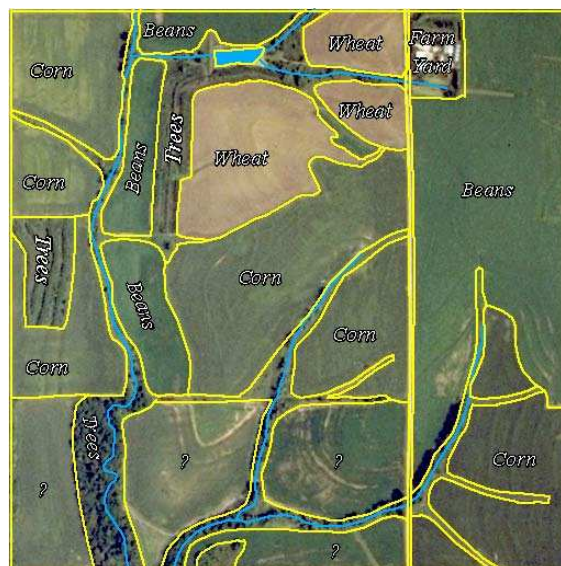 Beans
Farm
Wheat
Corn
Yard
Wheat
Trees
Wheat
Corn
Beans
Beans
Trees
Corn
Beans
Corn
Corn
Trees
?
?
Corn
?
?